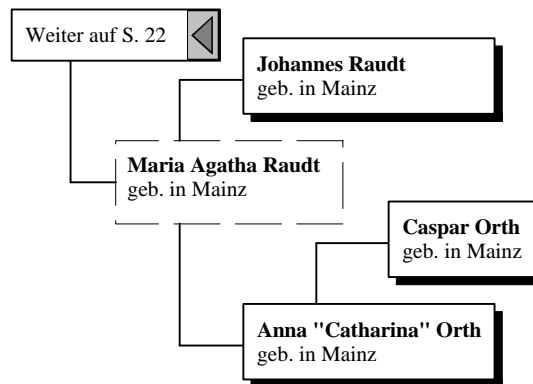 Weiter auf S. 22
Johannes Raudt
geb. in Mainz
Maria Agatha Raudt
geb. in Mainz
Caspar Orth
geb. in Mainz
Anna "Catharina" Orth
geb. in Mainz